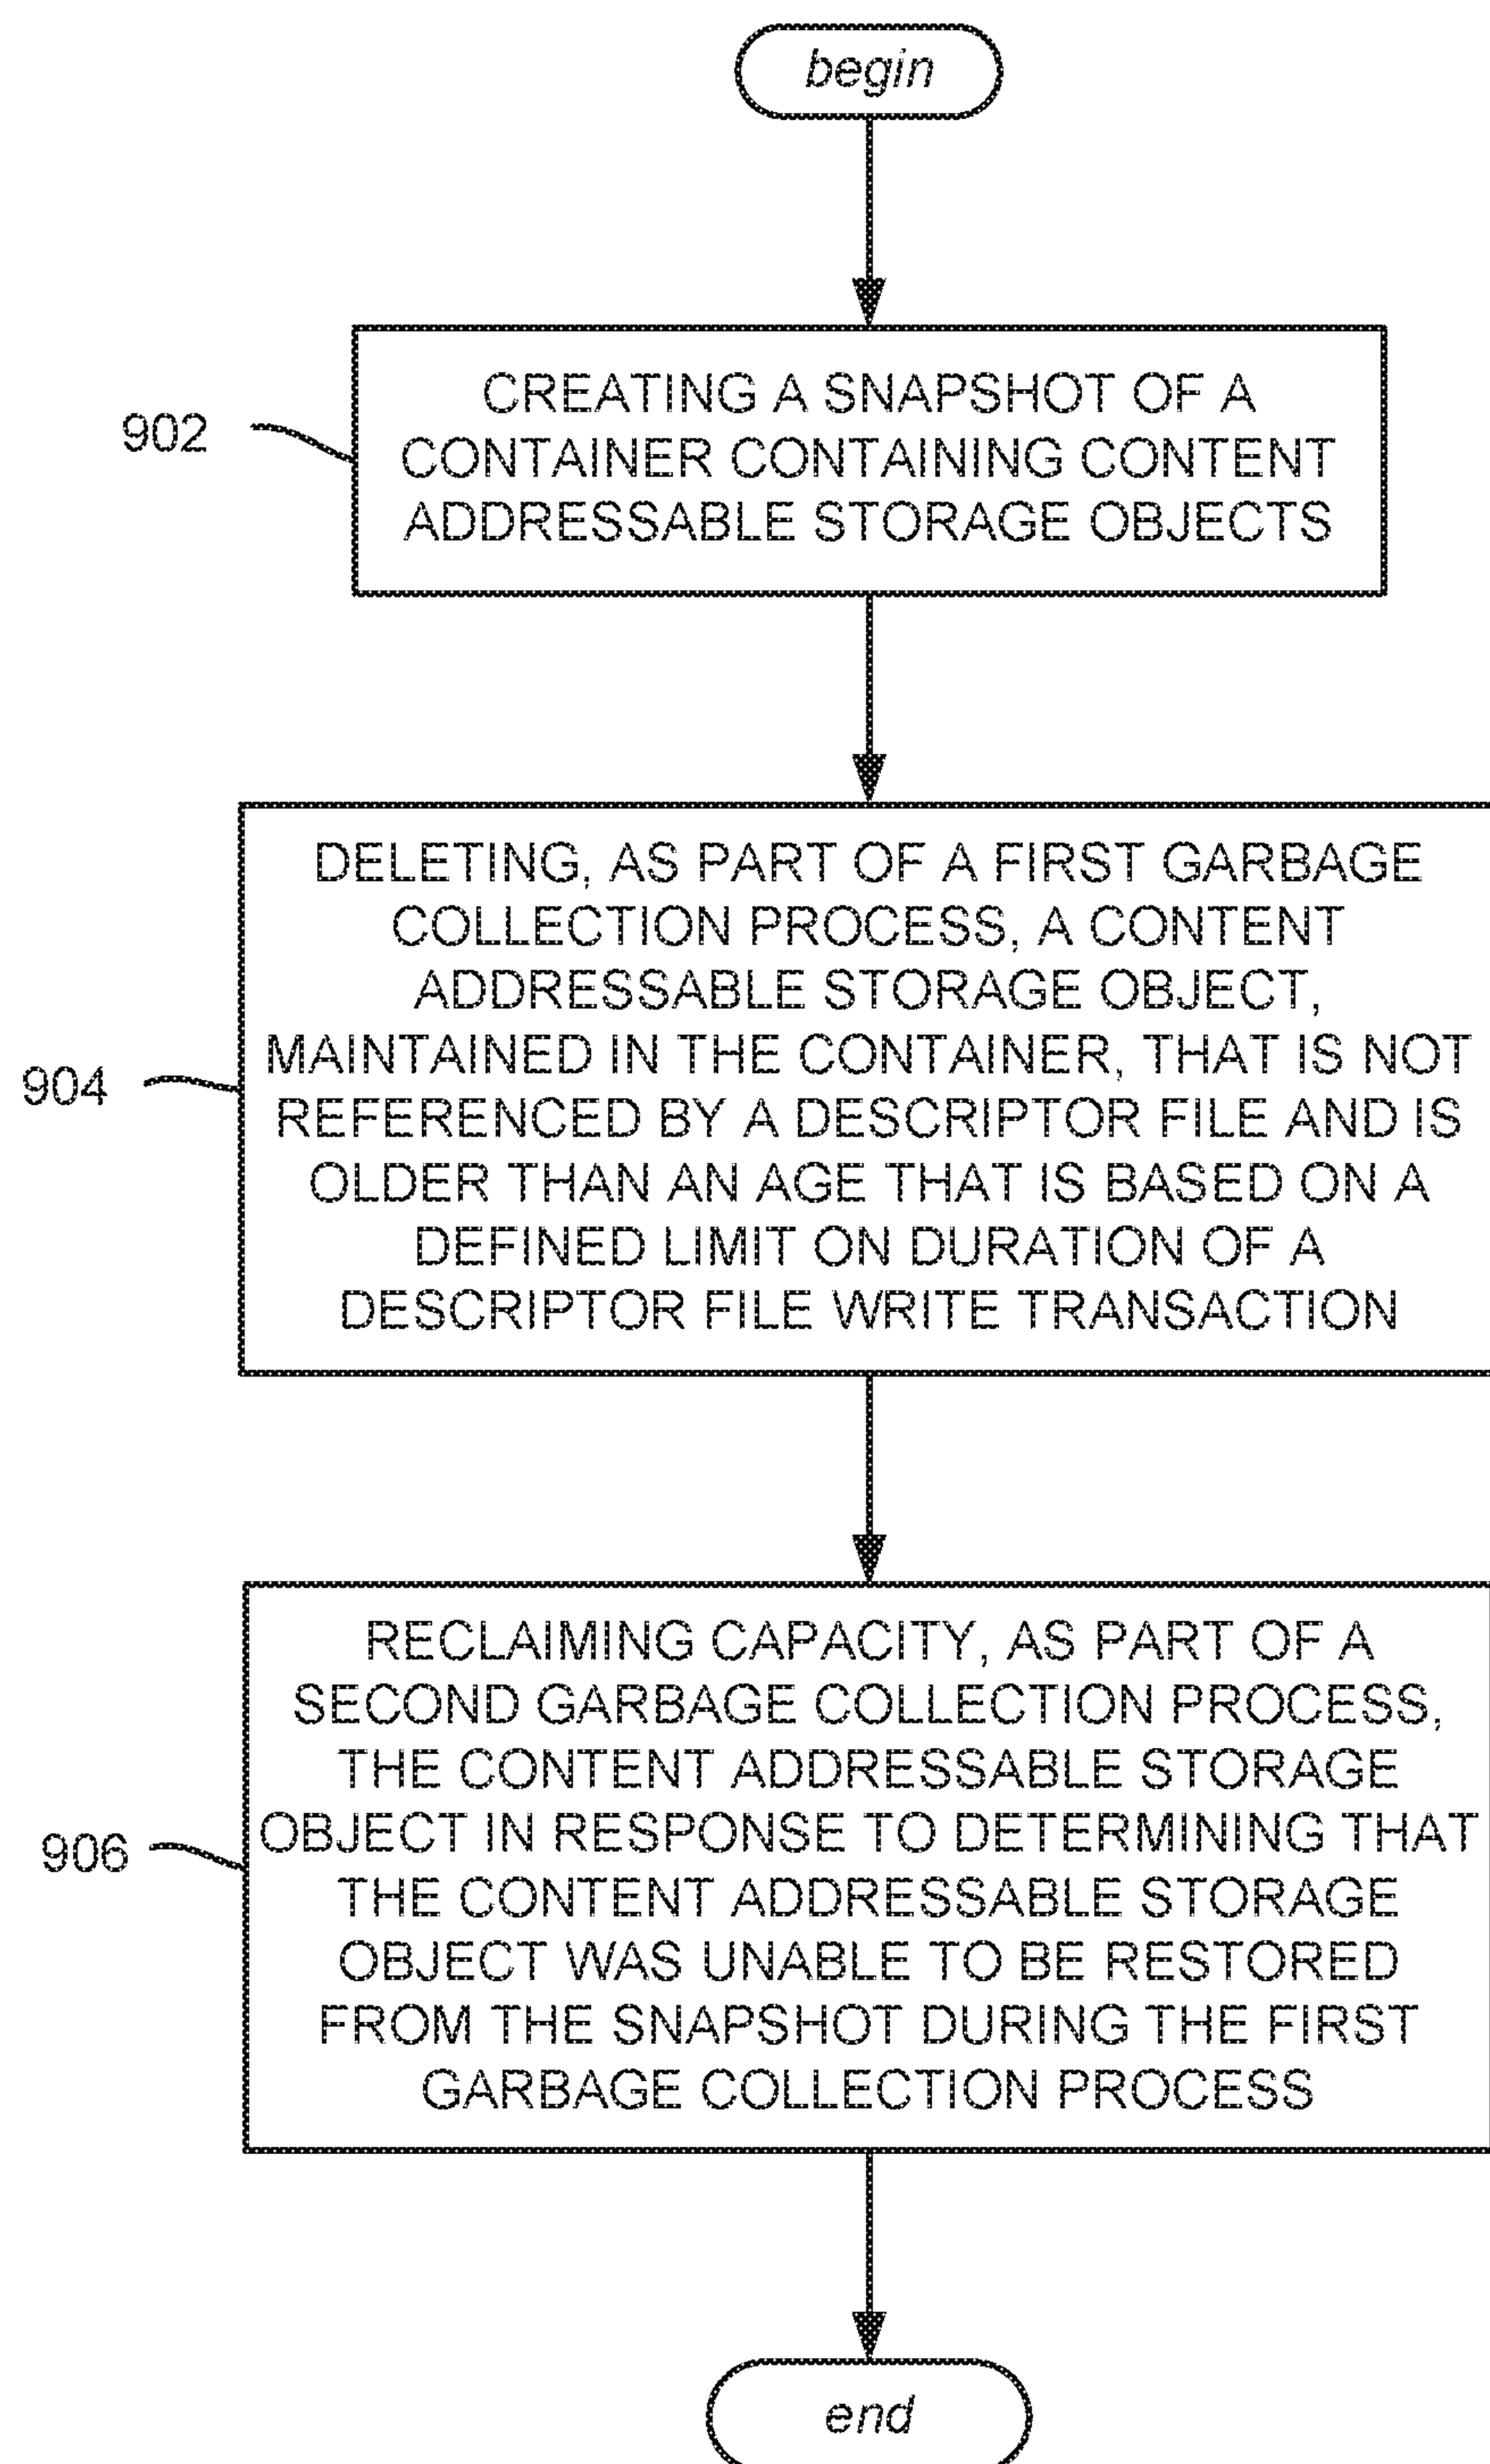 begin
902
CREATING A SNAPSHOT OF A
CONTAINER CONTAINING CONTENT
ADDRESSABLE STORAGE OBJECTS
904
DELETING, AS PART OF A FIRST GARBAGE
COLLECTION PROCESS, A CONTENT
ADDRESSABLE STORAGE OBJECT,
MAINTAINED IN THE CONTAINER, THAT IS NOT
REFERENCED BY A DESCRIPTOR FILE AND IS
OLDER THAN AN AGE THAT IS BASED ON A
DEFINED LIMIT ON DURATION OF A
DESCRIPTOR FILE WRITE TRANSACTION
906
RECLAIMING CAPACITY, AS PART OF A
SECOND GARBAGE COLLECTION PROCESS,
THE CONTENT ADDRESSABLE STORAGE
OBJECT IN RESPONSE TO DETERMINING THAT
THE CONTENT ADDRESSABLE STORAGE
OBJECT WAS UNABLE TO BE RESTORED
FROM THE SNAPSHOT DURING THE FIRST
GARBAGE COLLECTION PROCESS
end